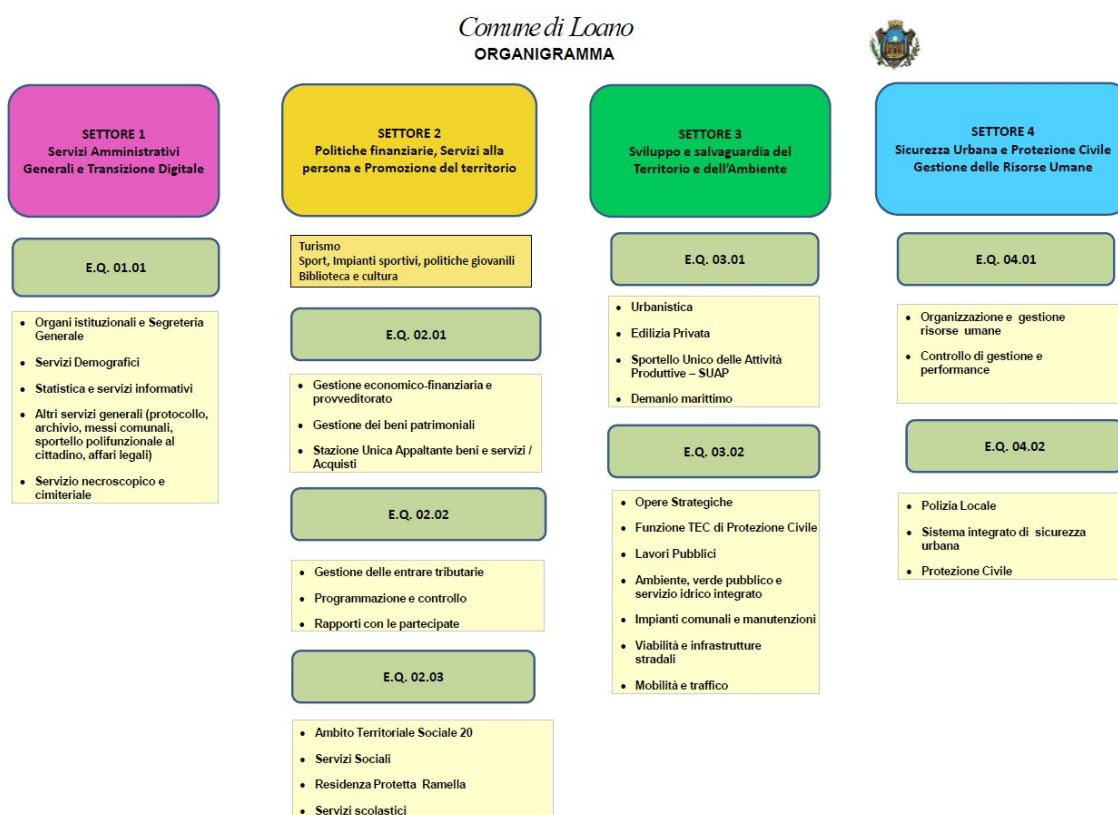 Comune di Loano
ORGANIGRAMMA
SETTORE 1
Servizi Amministrativi
Generali e Transizione Digitale
E.Q. 01.01
• Organi istituzionali e Segreteria
Generale
• Servizi Demografici
• Statistica e servizi informativi
• Altri servizi generali (protocollo,
archivio, messi comunali,
sportello polifunzionale al
cittadino, affari legali)
• Servizio necroscopico e
cimiteriale
SETTORE 2
Politiche finanziarie, Servizi alla
persona e Promozione del territorio
Turismo
Sport, Impianti sportivi, politiche giovanili
Biblioteca e cultura
E.Q. 02.01
• Gestione economico-finanziaria e
provveditorato
• Gestione dei beni patrimoniali
• Stazione Unica Appaltante beni e servizi /
Acquisti
E.Q. 02.02
• Gestione delle entrare tributarie
• Programmazione e controllo
• Rapporti con le partecipate
E.Q. 02.03
• Ambito Territoriale Sociale 20
• Servizi Sociali
• Residenza Protetta Ramella
• Servizi scolastici
SETTORE 3
Sviluppo e salvaguardia del
Territorio e dell’Ambiente
E.Q. 03.01
• Urbanistica
• Edilizia Privata
• Sportello Unico delle Attività
Produttive – SUAP
• Demanio marittimo
E.Q. 03.02
• Opere Strategiche
• Funzione TEC di Protezione Civile
• Lavori Pubblici
• Ambiente, verde pubblico e
servizio idrico integrato
• Impianti comunali e manutenzioni
• Viabilità e infrastrutture
stradali
• Mobilità e traffico
SETTORE 4
Sicurezza Urbana e Protezione Civile
Gestione delle Risorse Umane
E.Q. 04.01
• Organizzazione e gestione
risorse umane
• Controllo di gestione e
performance
E.Q. 04.02
• Polizia Locale
• Sistema integrato di sicurezza
urbana
• Protezione Civile